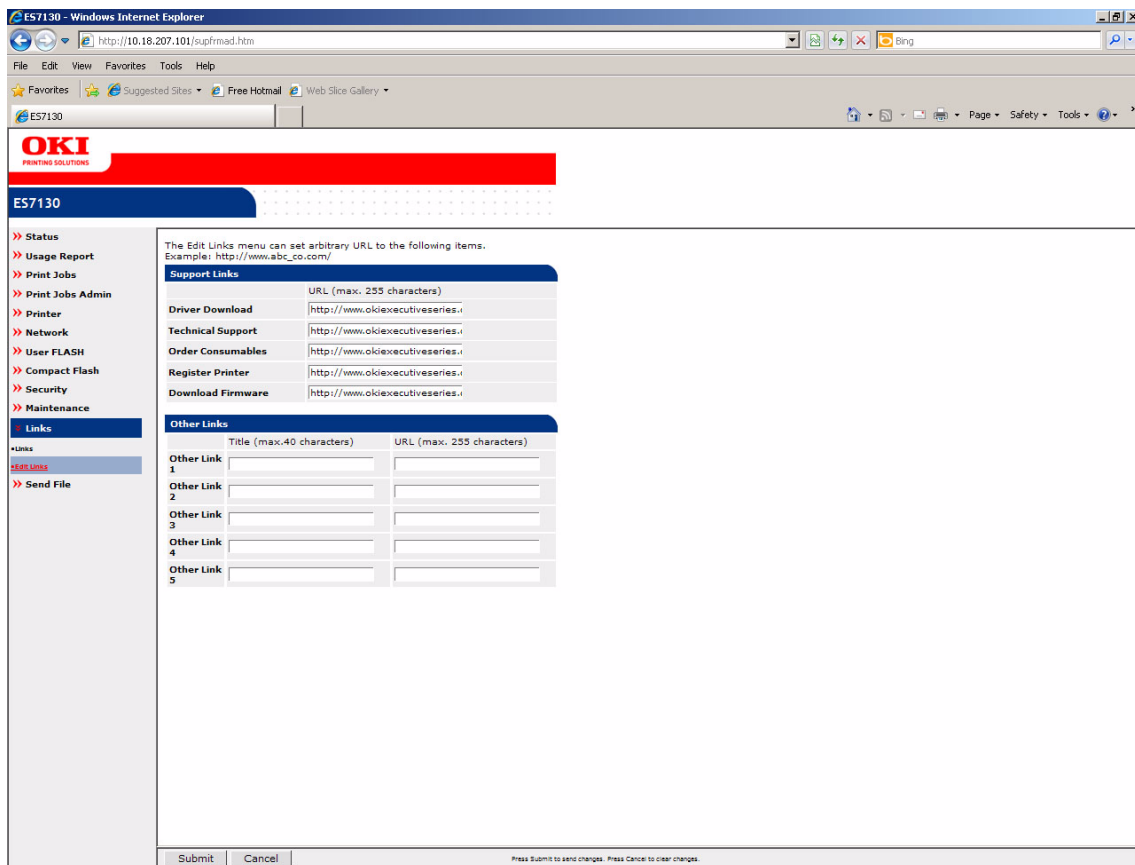 ES7130 - Windows Internet Explorer
http://10.18.207.101/supfrmad.htm
Bing
File Edit View Favorites Tools Help
Favorites Suggested Sites Free Hotmail Web Slice Gallery
ES7130
Page Safety Tools
OKI
PRINTING SOLUTIONS
ES7130
Status
Usage Report
Print Jobs
Print Jobs Admin
Printer
Network
User FLASH
Compact Flash
Security
Maintenance
Links
•Links
•Edit Links
Send File
The Edit Links menu can set arbitrary URL to the following items.
Example: http://www.abc_co.com/
Support Links
URL (max. 255 characters)
Driver Download http://www.okiexecutiveseries.
Technical Support http://www.okiexecutiveseries.
Order Consumables http://www.okiexecutiveseries.
Register Printer http://www.okiexecutiveseries.
Download Firmware http://www.okiexecutiveseries.
Other Links
Title (max.40 characters) URL (max. 255 characters)
Other Link
1
Other Link
2
Other Link
3
Other Link
4
Other Link
5
Submit Cancel Press Submit to send changes. Press Cancel to clear changes.